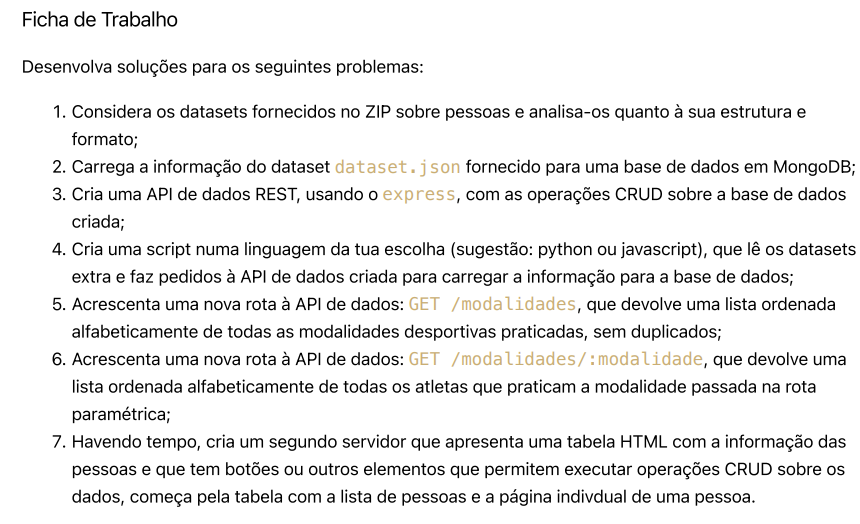 Ficha de Trabalho
Desenvolva soluções para os seguintes problemas:
1. Considera os datasets fornecidos no ZIP sobre pessoas e analisa-os quanto à sua estrutura e
formato;
2. Carrega a informação do dataset dataset.json fornecido para uma base de dados em MongoDB;
3. Cria uma API de dados REST, usando o express, com as operações CRUD sobre a base de dados
criada;
4. Cria uma script numa linguagem da tua escolha (sugestão: python ou javascript), que lê os datasets
extra e faz pedidos à API de dados criada para carregar a informação para a base de dados;
5. Acrescenta uma nova rota à API de dados: GET /modalidades, que devolve uma lista ordenada
alfabeticamente de todas as modalidades desportivas praticadas, sem duplicados;
6. Acrescenta uma nova rota à API de dados: GET /modalidades/:modalidade, que devolve uma
lista ordenada alfabeticamente de todas os atletas que praticam a modalidade passada na rota
paramétrica;
7. Havendo tempo, cria um segundo servidor que apresenta uma tabela HTML com a informação das
pessoas e que tem botões ou outros elementos que permitem executar operações CRUD sobre os
dados, começa pela tabela com a lista de pessoas e a página indivdual de uma pessoa.